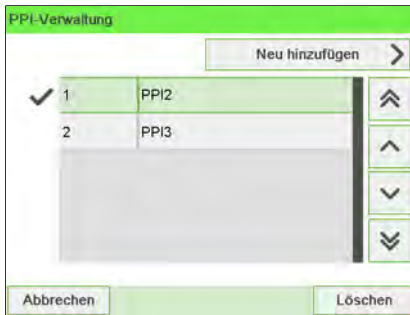 PPI-Verwaltung
Neu hinzufügen
1 PPI2
2 PPI3
Abbrechen Löschen